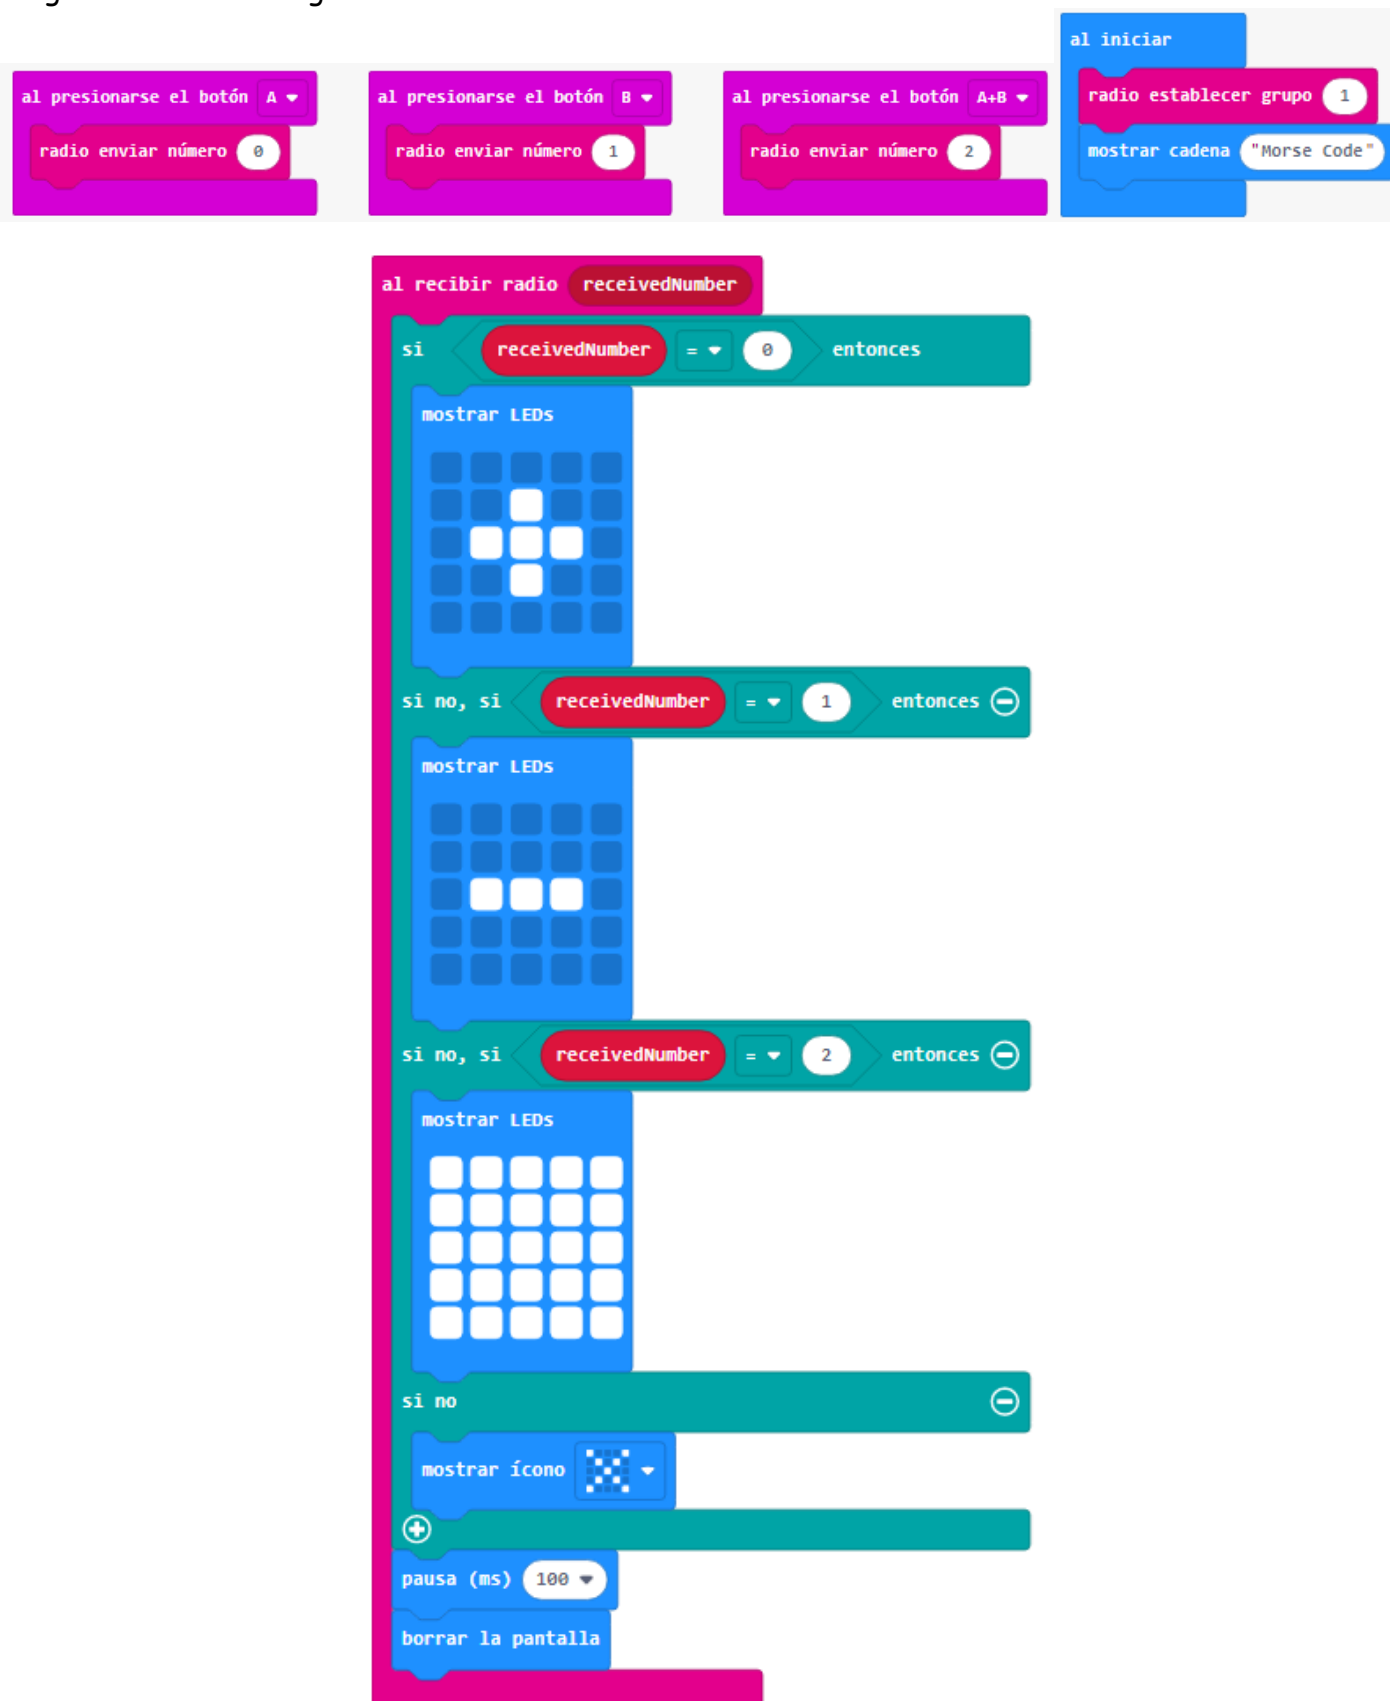 al iniciar
radio establecer grupo 1
mostrar cadena "Morse Code"
al presionarse el botón A
radio enviar número 0
al presionarse el botón B
radio enviar número 1
al presionarse el botón A+B
radio enviar número 2
al recibir radio receivedNumber
si receivedNumber = 0 entonces
mostrar LEDs
si no, si receivedNumber = 1 entonces
mostrar LEDs
si no, si receivedNumber = 2 entonces
mostrar LEDs
si no
mostrar ícono
pausa (ms) 100
borrar la pantalla